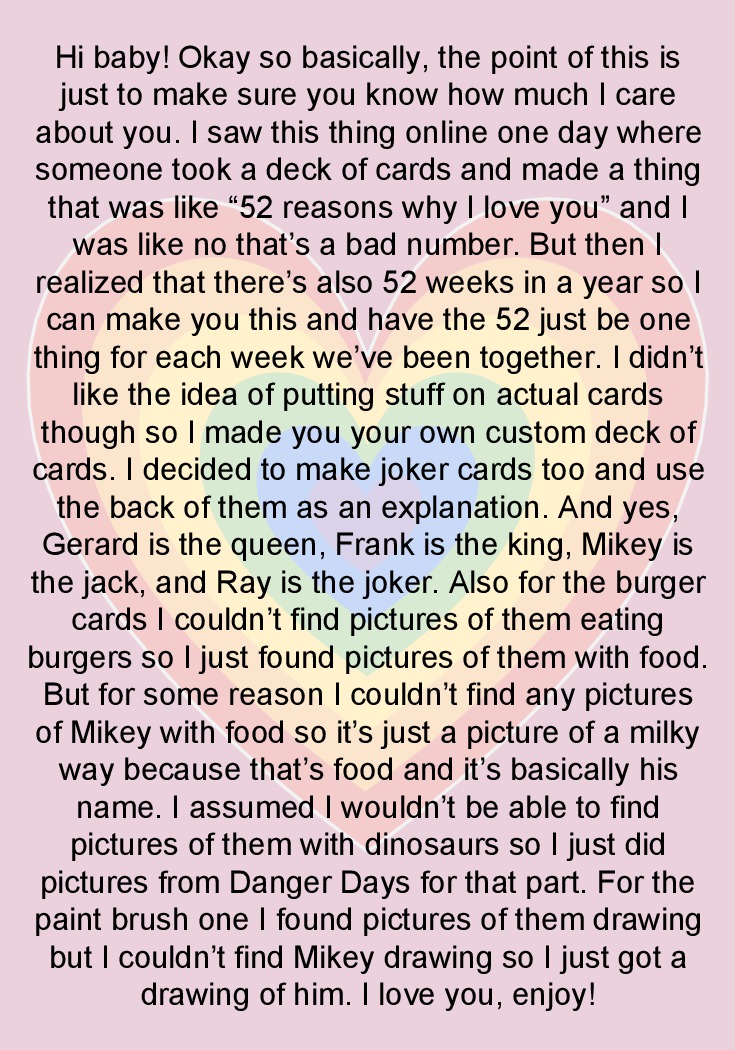 Hi baby! Okay so basically, the point of this is
just to make sure you know how much I care
about you. I saw this thing online one day where
someone took a deck of cards and made a thing
that was like “52 reasons why I love you” and I
was like no that’s a bad number. But then I
realized that there’s also 52 weeks in a year so I
can make you this and have the 52 just be one
thing for each week we’ve been together. I didn’t
like the idea of putting stuff on actual cards
though so I made you your own custom deck of
cards. I decided to make joker cards too and use
the back of them as an explanation. And yes,
Gerard is the queen, Frank is the king, Mikey is
the jack, and Ray is the joker. Also for the burger
cards I couldn’t find pictures of them eating
burgers so I just found pictures of them with food.
But for some reason I couldn’t find any pictures
of Mikey with food so it’s just a picture of a milky
way because that’s food and it’s basically his
name. I assumed I wouldn’t be able to find
pictures of them with dinosaurs so I just did
pictures from Danger Days for that part. For the
paint brush one I found pictures of them drawing
but I couldn’t find Mikey drawing so I just got a
drawing of him. I love you, enjoy!